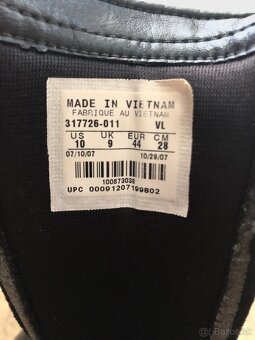 MADE IN VIETNAM
FABRIQUE AU VIETNAM
317726-011 VL
US UK EUR CM
10 9 44 28
07/10/07 10/29/07
100873038
UPC 00091207199802